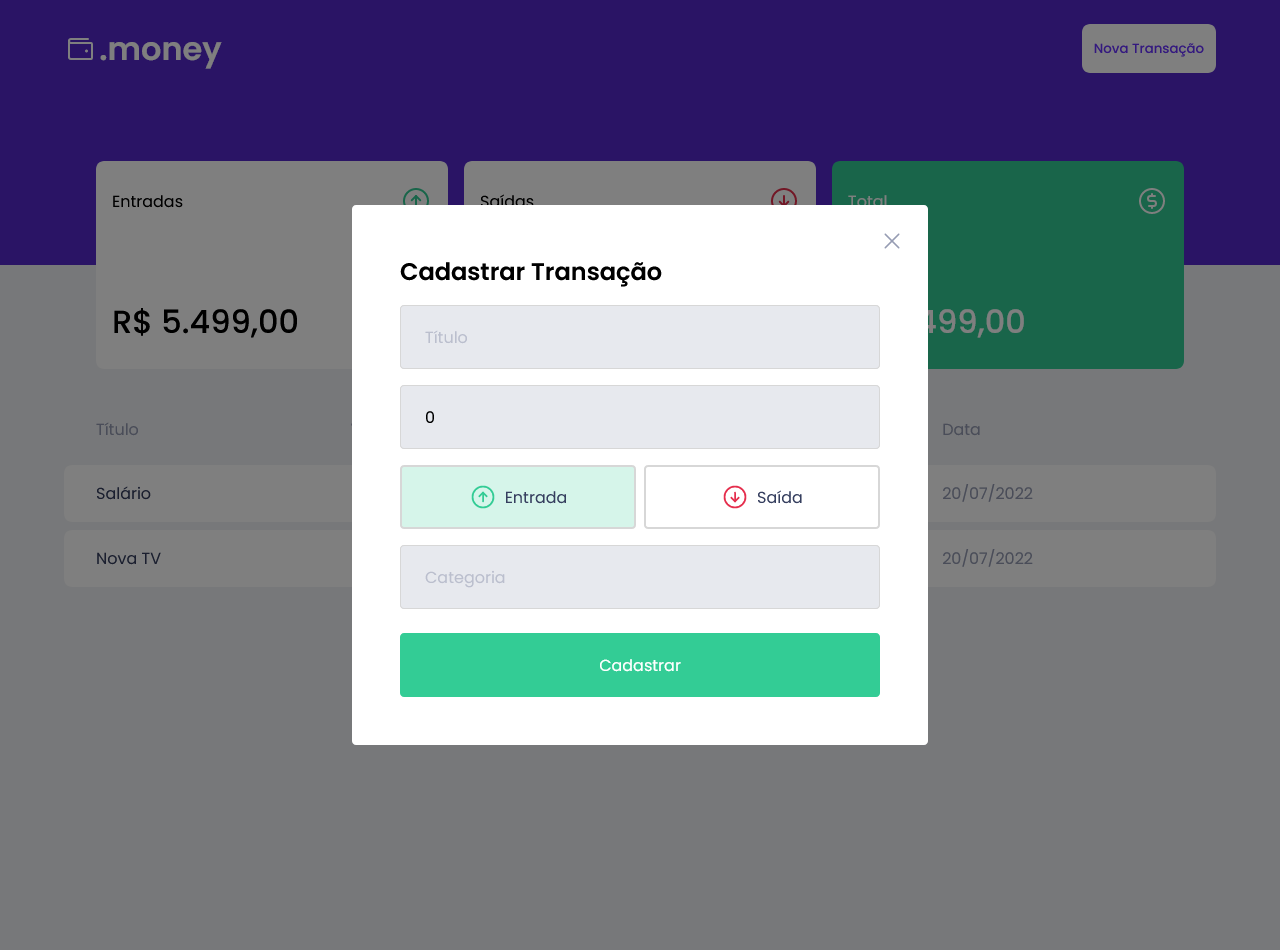 .money
Nova Transação
Entradas
Saídas
Total
R$ 5.499,00
499,00
Cadastrar Transação
Título
0
Entrada
Saída
Categoria
Cadastrar
Título
Data
Salário
20/07/2022
Nova TV
20/07/2022